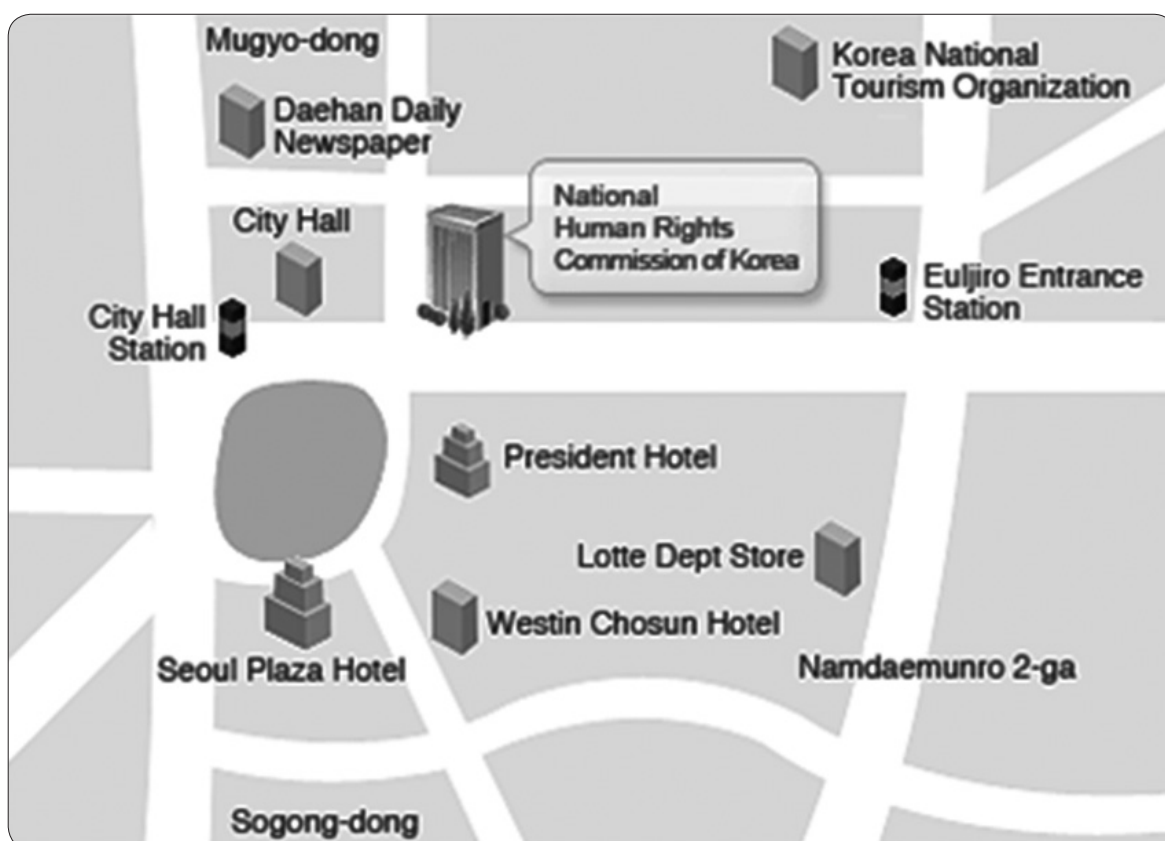 Mugyo-dong
Korea National
Tourism Organization
Daehan Daily
Newspaper
National
Human Rights
Commission of Korea
City Hall
Euljiro Entrance
Station
City Hall
Station
President Hotel
Lotte Dept Store
Westin Chosun Hotel
Seoul Plaza Hotel
Namdaemunro 2-ga
Sogong-dong